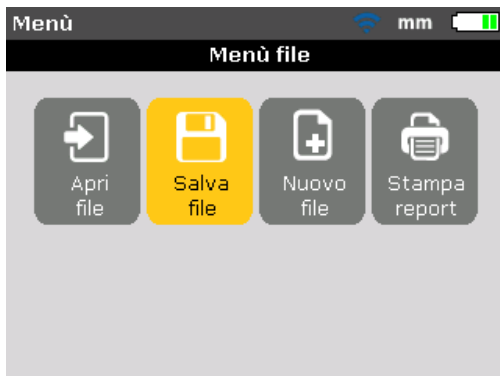 Menù mm
Menù file
Apri file
Salva file
Nuovo file
Stampa report